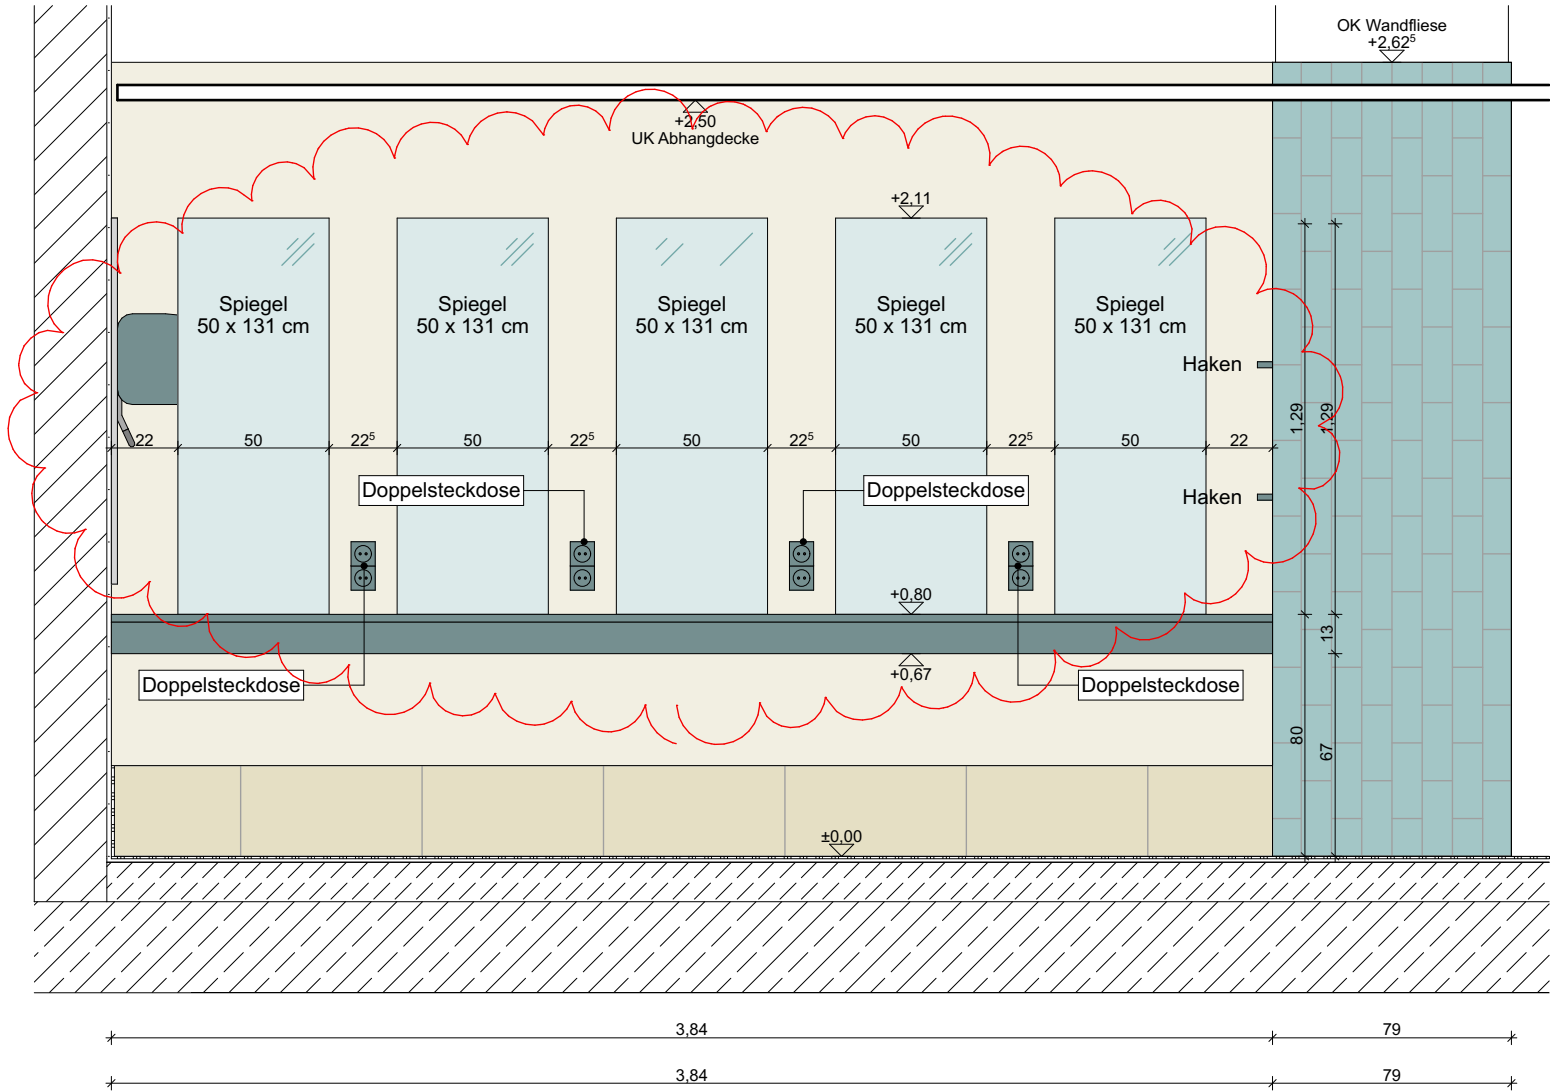 OK Wandfliese
+2,62⁵
+2,50
UK Abhangdecke
+2,11
Spiegel
50 x 131 cm
Spiegel
50 x 131 cm
Spiegel
50 x 131 cm
Spiegel
50 x 131 cm
Spiegel
50 x 131 cm
Haken
1,29
1,29
22
50
22⁵
50
22⁵
50
22⁵
50
22⁵
50
22
Doppelsteckdose
Doppelsteckdose
Haken
+0,80
13
+0,67
Doppelsteckdose
Doppelsteckdose
80
67
±0,00
3,84
79
3,84
79